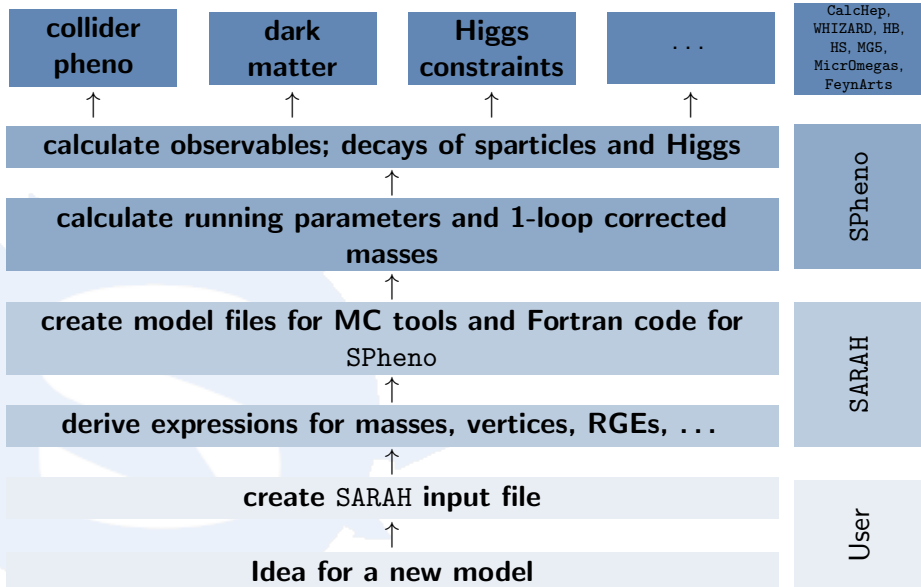 collider
pheno
dark
matter
Higgs
constraints
...
CalcHep,
WHIZARD, HB,
HS, MG5,
MicrOmegas,
FeynArts
calculate observables; decays of sparticles and Higgs
calculate running parameters and 1-loop corrected
masses
SPheno
create model files for MC tools and Fortran code for
SPheno
derive expressions for masses, vertices, RGEs, ...
SARAH
create SARAH input file
Idea for a new model
User